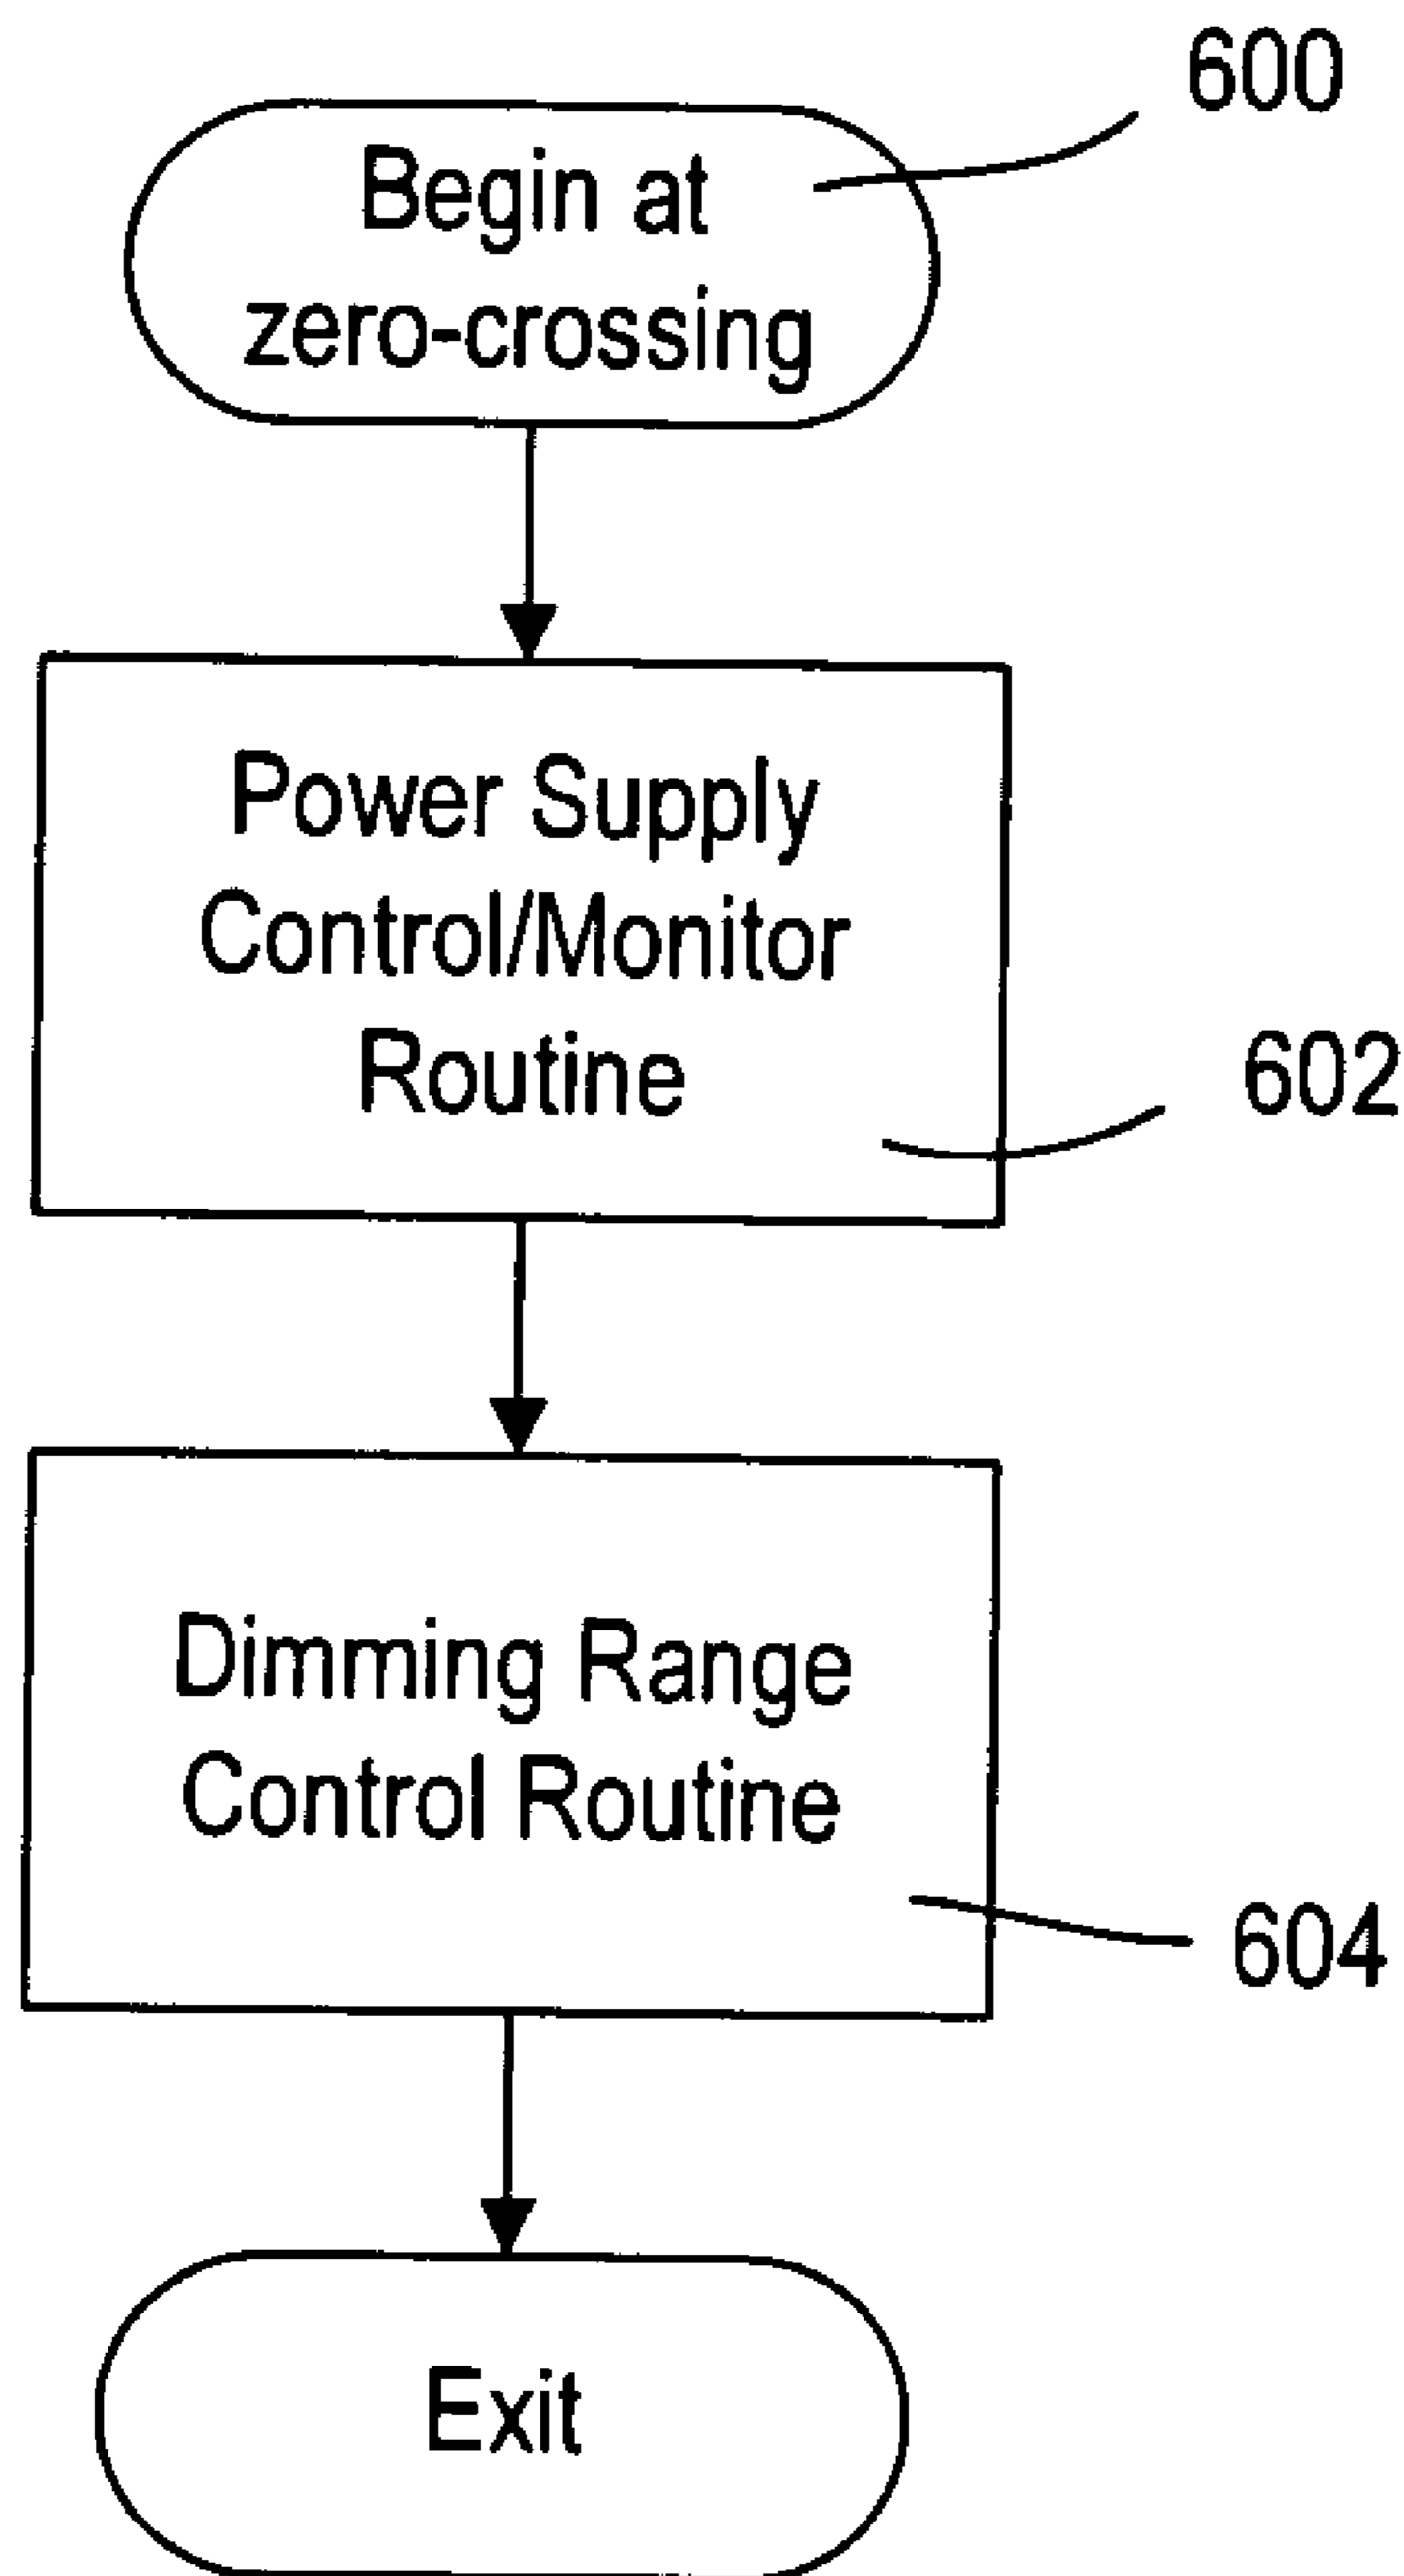 600
Begin at
zero-crossing
Power Supply
Control/Monitor
Routine
602
Dimming Range
Control Routine
604
Exit